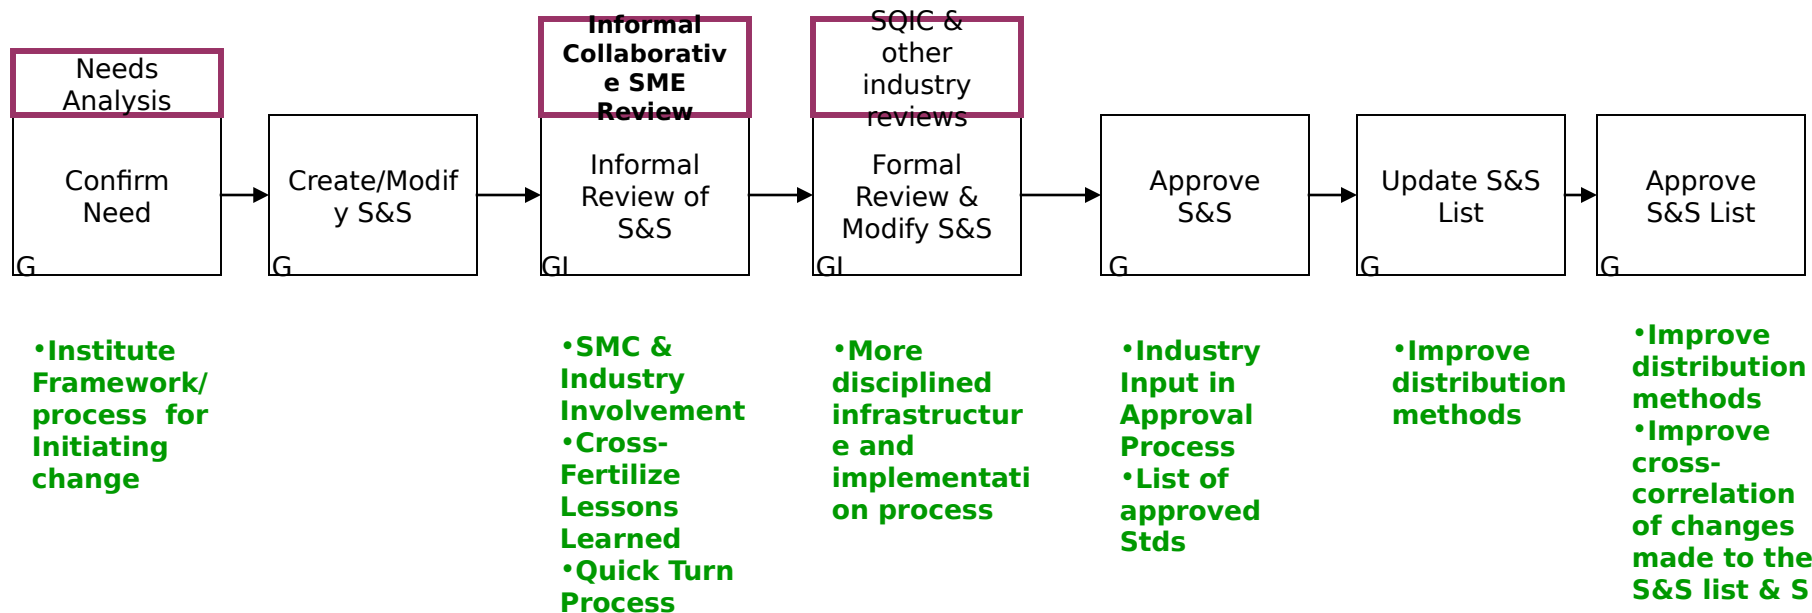 Needs
Analysis
Confirm
Need
G
Create/Modif
y S&S
G
Informal
Collaborativ
e SME
Review
Informal
Review of
S&S
GI
SQIC &
other
industry
reviews
Formal
Review &
Modify S&S
GI
Approve
S&S
G
Update S&S
List
G
Approve
S&S List
G
•Institute
Framework/
process for
Initiating
change
•SMC &
Industry
Involvement
•Cross-
Fertilize
Lessons
Learned
•Quick Turn
Process
•More
disciplined
infrastructur
e and
implementati
on process
•Industry
Input in
Approval
Process
•List of
approved
Stds
•Improve
distribution
methods
•Improve
distribution
methods
•Improve
cross-
correlation
of changes
made to the
S&S list & S